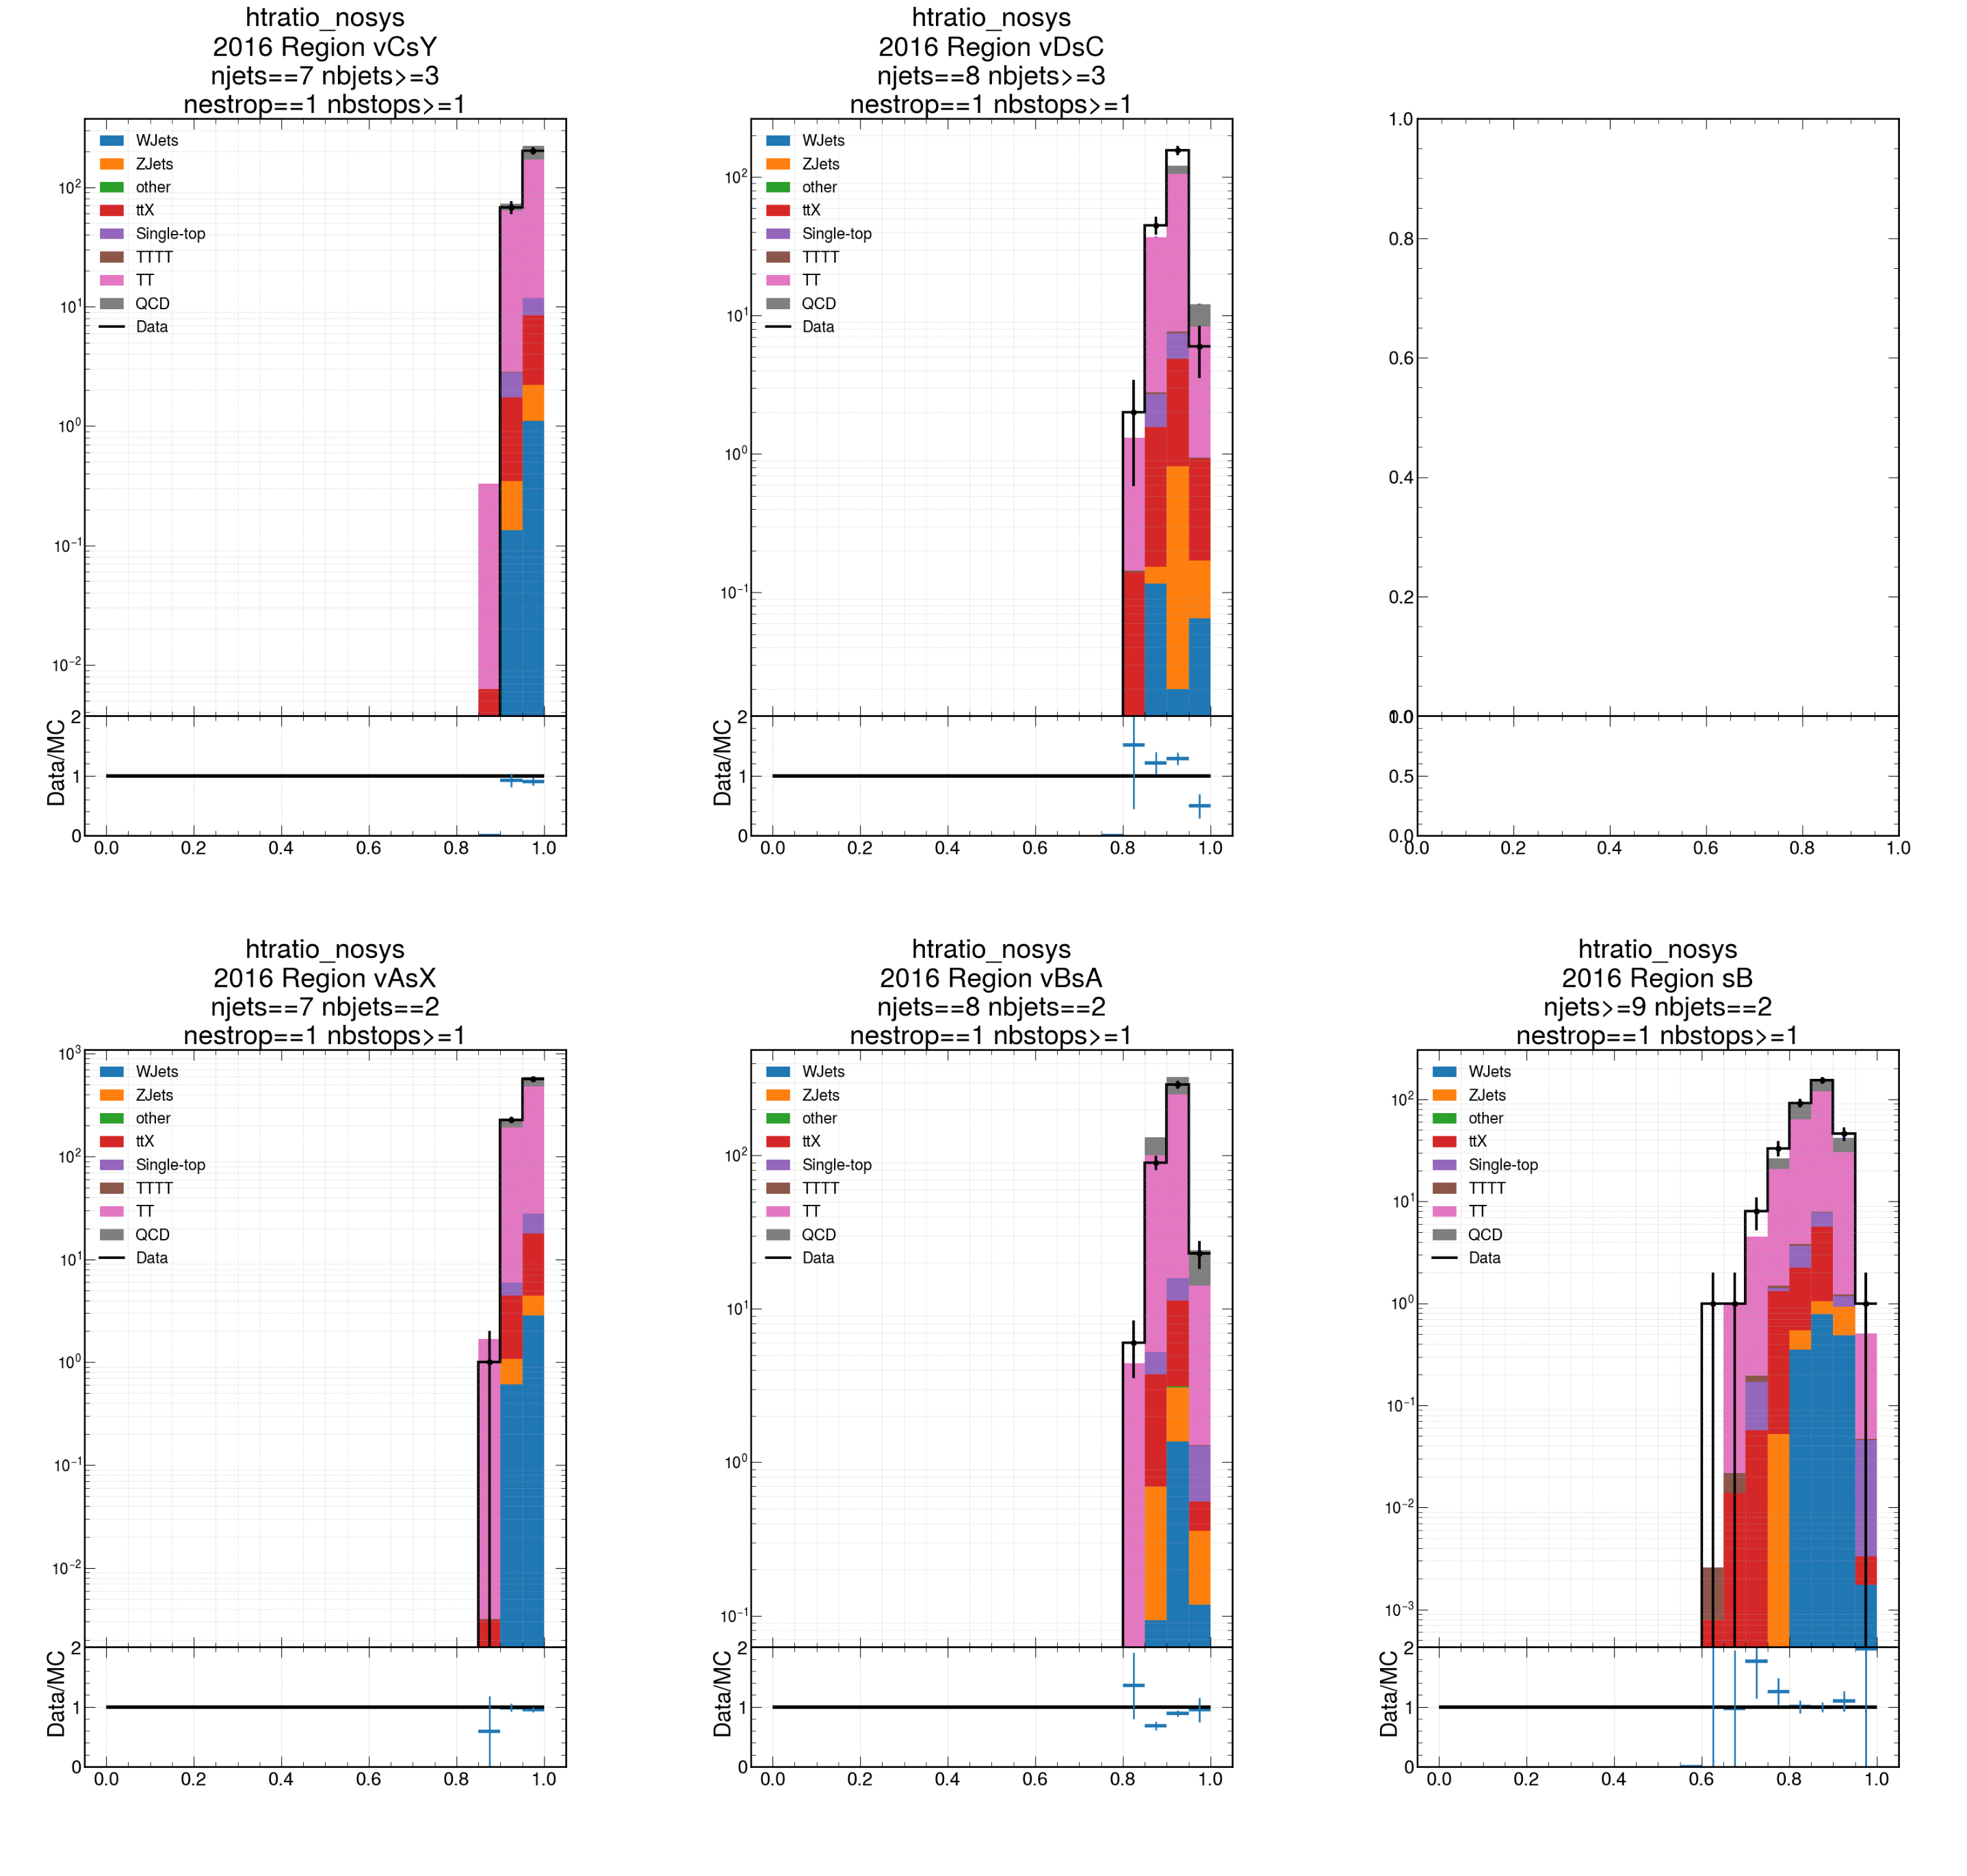 htratio_nosys
2016 Region vCsY
njets==7 nbjets>=3
nestrop==1 nbstops>=1
WJets
ZJets
other
ttX
Single-top
TTTT
TT
QCD
Data
10²
10¹
10⁰
10⁻¹
10⁻²
Data/MC
2
1
0
0.0 0.2 0.4 0.6 0.8 1.0
htratio_nosys
2016 Region vDsC
njets==8 nbjets>=3
nestrop==1 nbstops>=1
WJets
ZJets
other
ttX
Single-top
TTTT
TT
QCD
Data
10²
10¹
10⁰
10⁻¹
Data/MC
2
1
0
0.0 0.2 0.4 0.6 0.8 1.0
1.0
0.8
0.6
0.4
0.2
0.0
1.0
0.5
0.0
0.0 0.2 0.4 0.6 0.8 1.0
htratio_nosys
2016 Region vAsX
njets==7 nbjets==2
nestrop==1 nbstops>=1
WJets
ZJets
other
ttX
Single-top
TTTT
TT
QCD
Data
10³
10²
10¹
10⁰
10⁻¹
10⁻²
Data/MC
2
1
0
0.0 0.2 0.4 0.6 0.8 1.0
htratio_nosys
2016 Region vBsA
njets==8 nbjets==2
nestrop==1 nbstops>=1
WJets
ZJets
other
ttX
Single-top
TTTT
TT
QCD
Data
10²
10¹
10⁰
10⁻¹
Data/MC
2
1
0
0.0 0.2 0.4 0.6 0.8 1.0
htratio_nosys
2016 Region sB
njets>=9 nbjets==2
nestrop==1 nbstops>=1
WJets
ZJets
other
ttX
Single-top
TTTT
TT
QCD
Data
10²
10¹
10⁰
10⁻¹
10⁻²
10⁻³
Data/MC
2
1
0
0.0 0.2 0.4 0.6 0.8 1.0